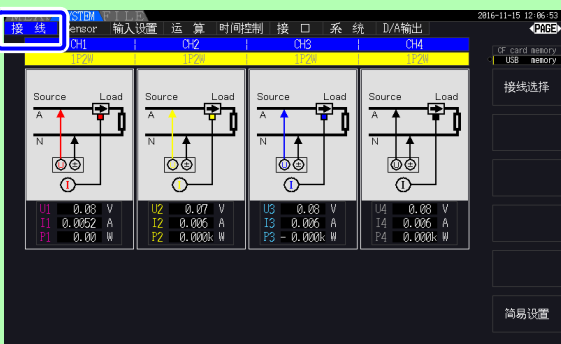 SYSTEM FILE 2016-11-15 12:06:53
接 线 Sensor 输入设置 运 算 时间控制 接 口 系 统 D/A输出 PAGE
CH1 CH2 CH3 CH4
1P2W 1P2W 1P2W 1P2W
CF card memory
USB memory
接线选择
Source Load Source Load Source Load Source Load
A A A A
N N N N
U ± U ± U ± U ±
I I I I
U1 0.08 V U2 0.07 V U3 0.08 V U4 0.08 V
I1 0.0052 A I2 0.006 A I3 0.006 A I4 0.006 A
P1 0.00 W P2 0.000k W P3 - 0.000k W P4 0.000k W
简易设置